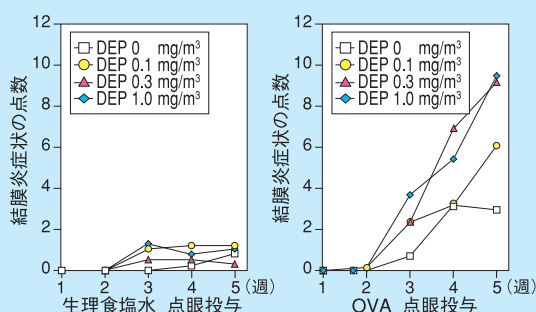 結膜炎症状の点数
12
10
8
6
4
2
0
DEP 0 mg/m³
DEP 0.1 mg/m³
DEP 0.3 mg/m³
DEP 1.0 mg/m³
1 2 3 4 5 (週)
生理食塩水 点眼投与
結膜炎症状の点数
12
10
8
6
4
2
0
DEP 0 mg/m³
DEP 0.1 mg/m³
DEP 0.3 mg/m³
DEP 1.0 mg/m³
1 2 3 4 5 (週)
OVA 点眼投与